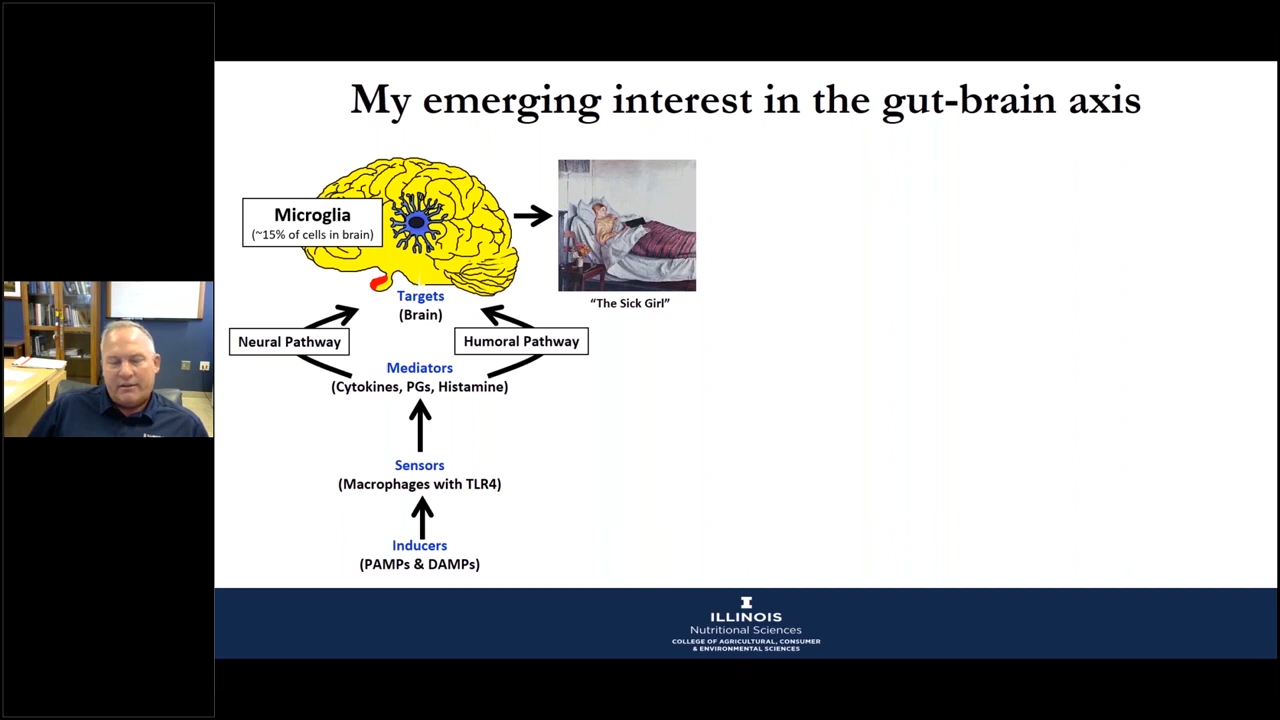 My emerging interest in the gut-brain axis
Microglia
(~15% of cells in brain)
"The Sick Girl"
Targets
(Brain)
Neural Pathway
Humoral Pathway
Mediators
(Cytokines, PGs, Histamine)
Sensors
(Macrophages with TLR4)
Inducers
(PAMPs & DAMPs)
I
ILLINOIS
Nutritional Sciences
COLLEGE OF AGRICULTURAL, CONSUMER
& ENVIRONMENTAL SCIENCES